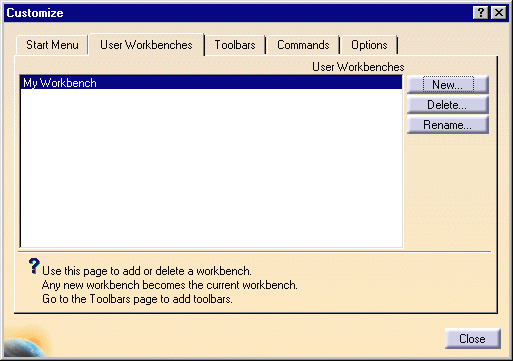 Customize
Start Menu User Workbenches Toolbars Commands Options
User Workbenches
My Workbench
New...
Delete...
Rename...
Use this page to add or delete a workbench.
Any new workbench becomes the current workbench.
Go to the Toolbars page to add toolbars.
Close